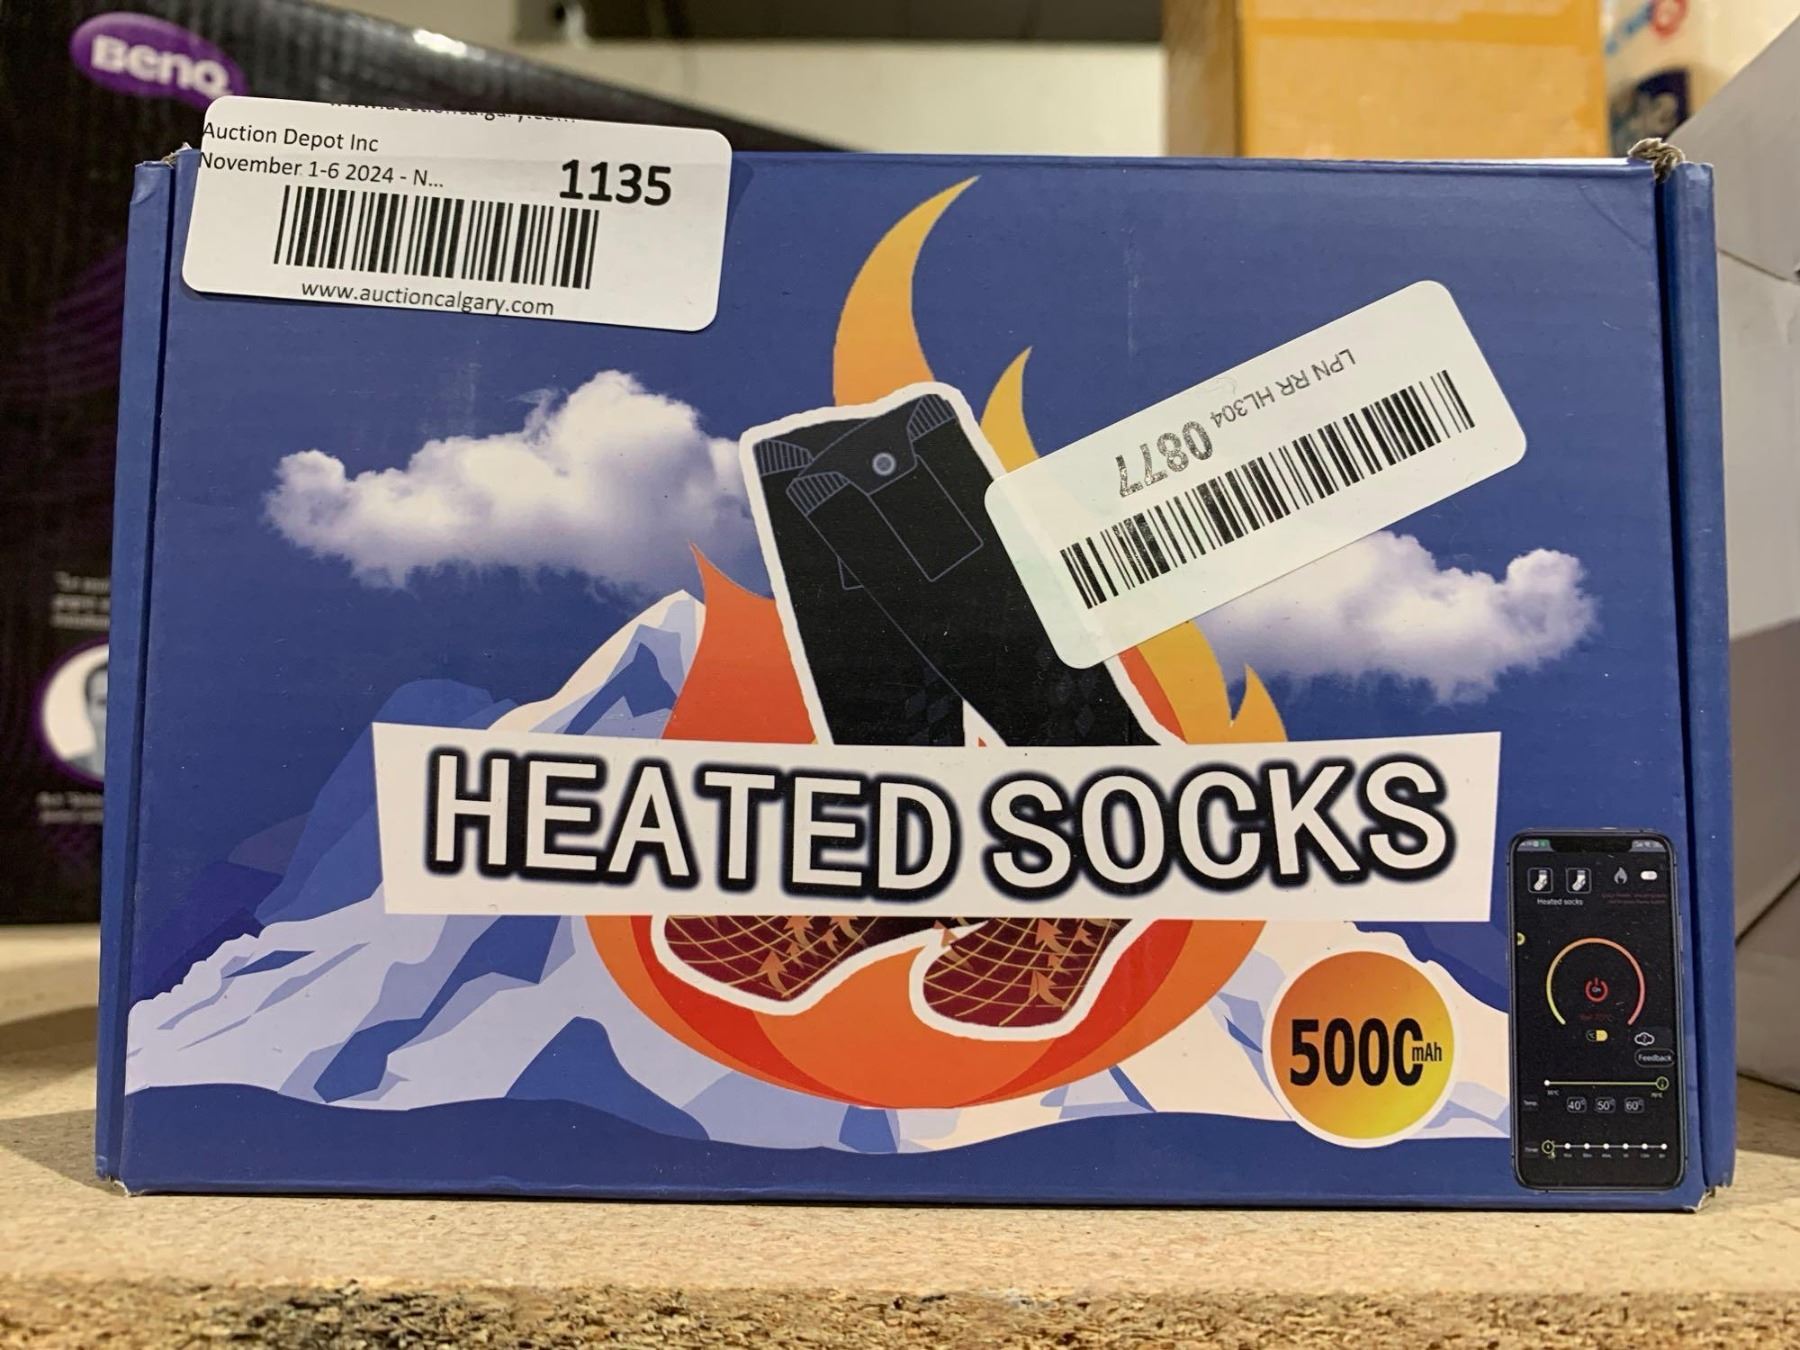 BenQ
Auction Depot Inc
November 1-6 2024 - N...
1135
www.auctioncalgary.com
LPN RR HL304 0877
HEATED SOCKS
5000mAh
Heated socks
Feedback
40° 50° 60°